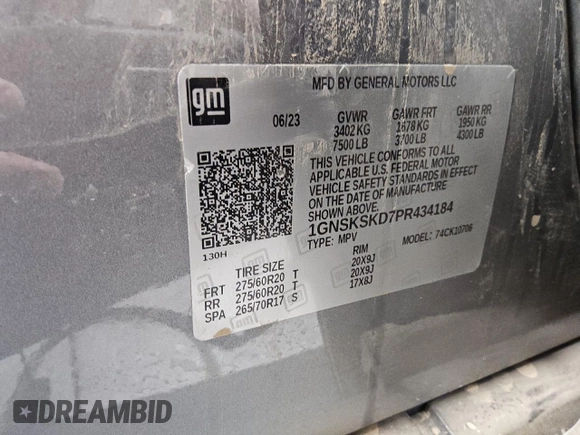 gm
MFD BY GENERAL MOTORS LLC
06/23 GVWR GAWR FRT GAWR RR
3402 KG 1678 KG 1950 KG
7500 LB 3700 LB 4300 LB
THIS VEHICLE CONFORMS TO ALL
APPLICABLE U.S. FEDERAL MOTOR
VEHICLE SAFETY STANDARDS IN EFFECT
ON THE DATE OF MANUFACTURE
SHOWN ABOVE.
1GNSKSKD7PR434184
TYPE: MPV MODEL: 74CK10706
130H
TIRE SIZE RIM
FRT 275/60R20 T 20X9J
RR 275/60R20 T 20X9J
SPA 265/70R17 S 17X8J
DREAMBID